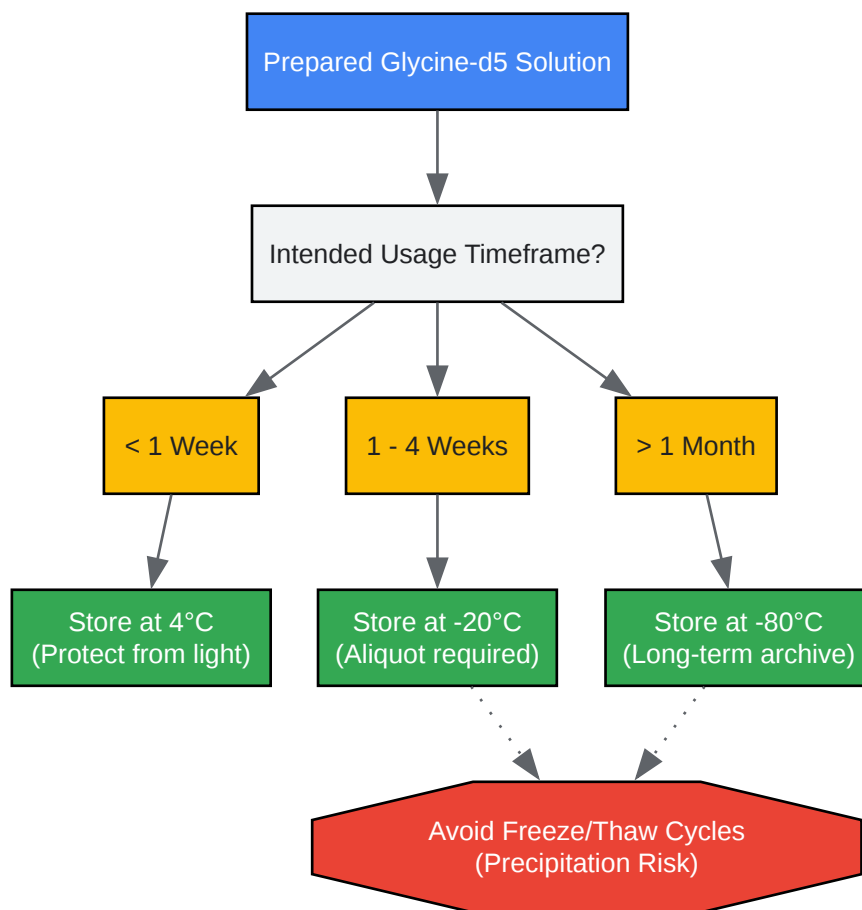 Prepared Glycine-d5 Solution
Intended Usage Timeframe?
< 1 Week
1 - 4 Weeks
> 1 Month
Store at 4°C
(Protect from light)
Store at -20°C
(Aliquot required)
Store at -80°C
(Long-term archive)
Avoid Freeze/Thaw Cycles
(Precipitation Risk)